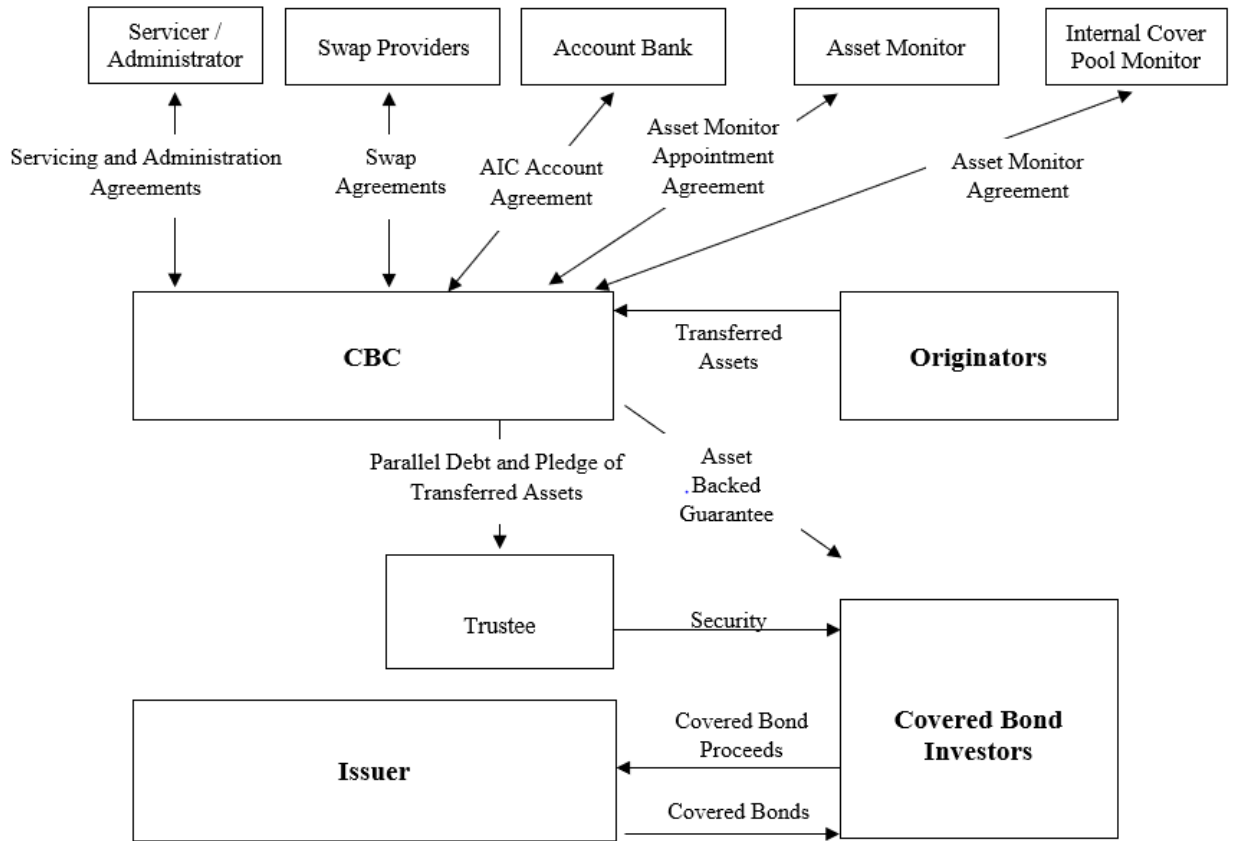 Servicer /
Administrator
Swap Providers
Account Bank
Asset Monitor
Internal Cover
Pool Monitor
Servicing and Administration
Agreements
Swap
Agreements
AIC Account
Agreement
Asset Monitor
Appointment
Agreement
Asset Monitor
Agreement
CBC
Transferred
Assets
Originators
Parallel Debt and Pledge of
Transferred Assets
Asset
Backed
Guarantee
Trustee
Security
Covered Bond
Investors
Covered Bond
Proceeds
Issuer
Covered Bonds